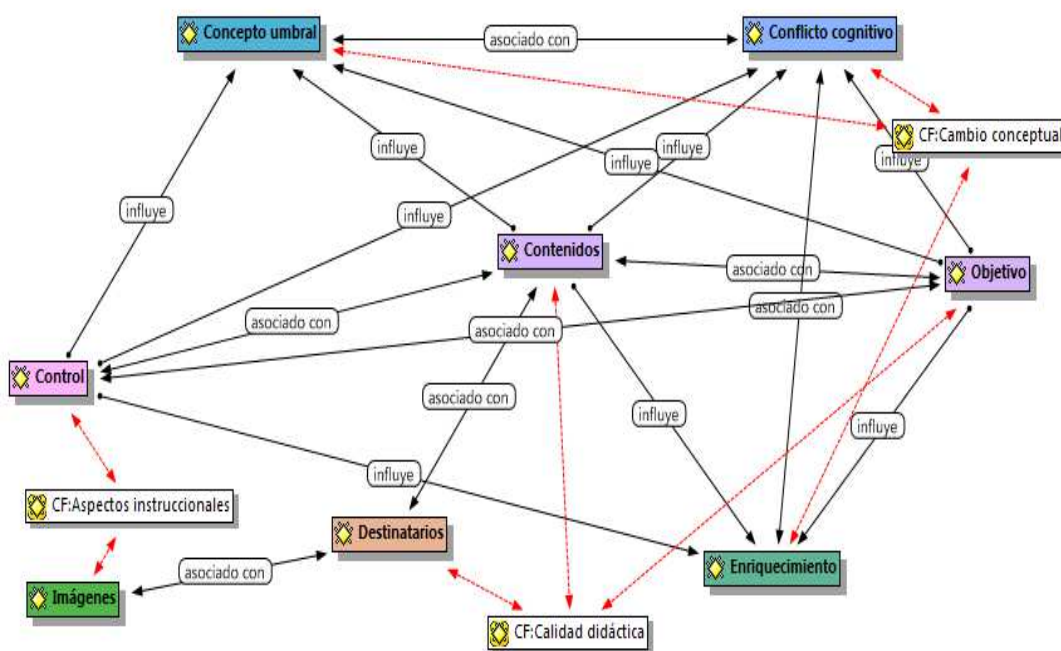 Concepto umbral
asociado con
Conflicto cognitivo
CF:Cambio conceptual
influye
influye
influye
influye
influye
influye
Contenidos
asociado con
Objetivo
asociado con
asociado con
asociado con
Control
asociado con
influye
influye
influye
CF:Aspectos instruccionales
Destinatarios
asociado con
Enriquecimiento
Imágenes
CF:Calidad didáctica